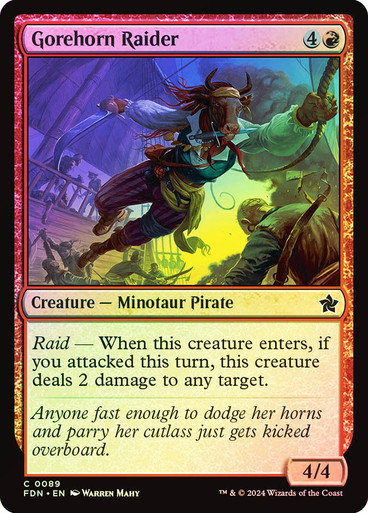 Gorehorn Raider 4
Creature — Minotaur Pirate
Raid — When this creature enters, if
you attacked this turn, this creature
deals 2 damage to any target.
Anyone fast enough to dodge her horns
and parry her cutlass just gets kicked
overboard.
4/4
C 0089
FDN • EN Warren Mahy
™ & © 2024 Wizards of the Coast